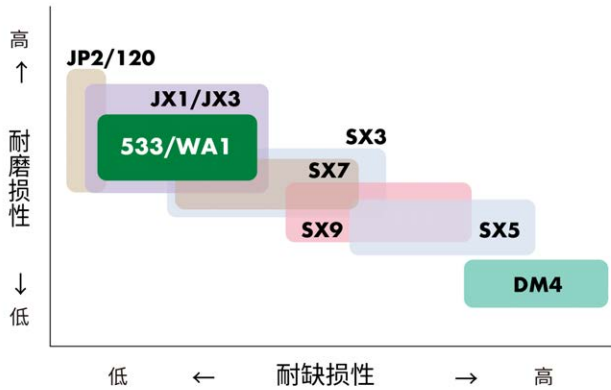 高
↑
耐磨损性
↓
低
JP2/120
JX1/JX3
533/WA1
SX3
SX7
SX9
SX5
DM4
低 ← 耐缺损性 → 高